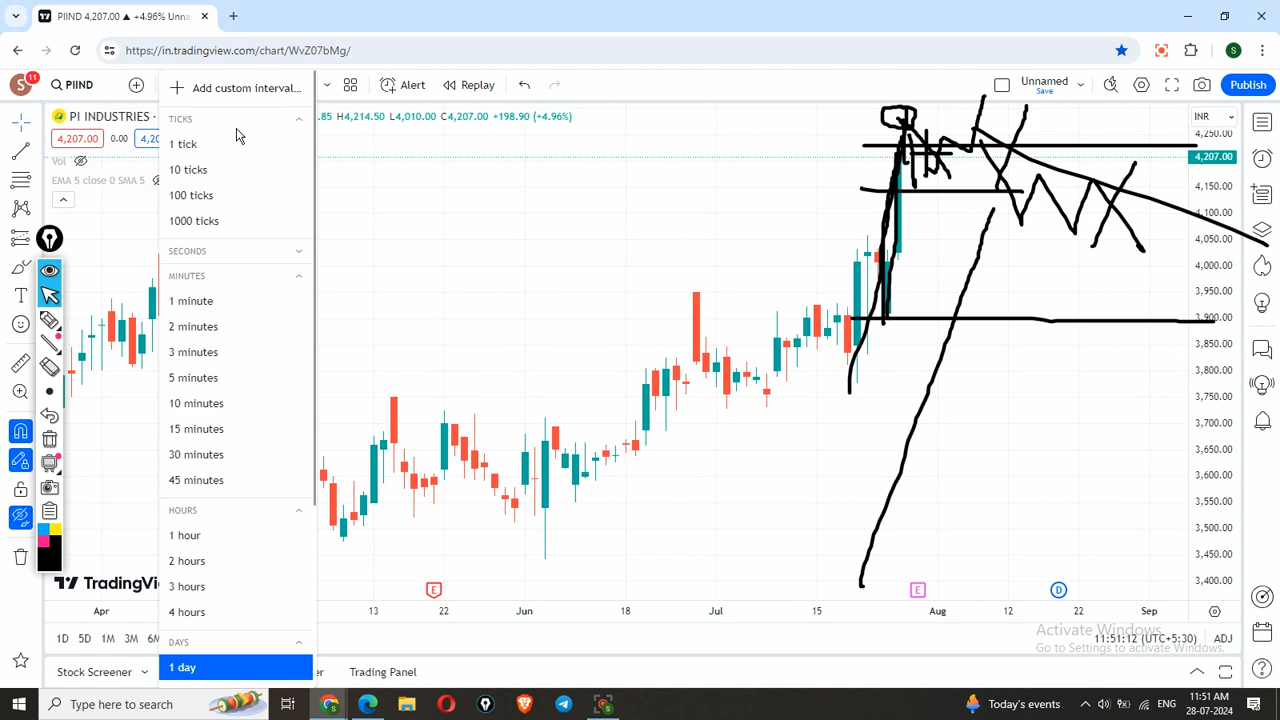 PIIND 4,207.00 ▲ +4.96% Unna
https://in.tradingview.com/chart/WvZ07bMg/
S
S
11
PIIND
Add custom interval...
Alert
Replay
Unnamed
Save
Publish
PI INDUSTRIES ·
.85 H4,214.50 L4,010.00 C4,207.00 +198.90 (+4.96%)
4,207.00
0.00
4,20
Vol
EMA 5 close 0 SMA 5
TICKS
1 tick
10 ticks
100 ticks
1000 ticks
SECONDS
MINUTES
1 minute
2 minutes
3 minutes
5 minutes
10 minutes
15 minutes
30 minutes
45 minutes
HOURS
1 hour
2 hours
3 hours
4 hours
DAYS
1 day
INR
4,250.00
4,207.00
4,150.00
4,100.00
4,050.00
4,000.00
3,950.00
3,900.00
3,850.00
3,800.00
3,750.00
3,700.00
3,650.00
3,600.00
3,550.00
3,500.00
3,450.00
3,400.00
E
E
D
TradingVie
Apr
13
22
Jun
18
Jul
15
Aug
12
22
Sep
1D 5D 1M 3M 6M
11:51:12 (UTC+5:30)
ADJ
Activate Windows
Go to Settings to activate Windows.
Stock Screener
Trading Panel
Type here to search
Today's events
ENG
11:51 AM
28-07-2024